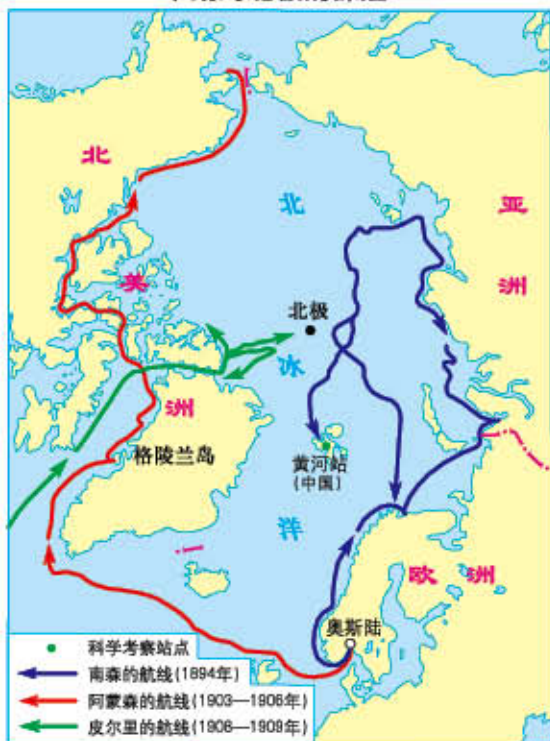 北
美
洲
亚
洲
北
冰
洋
北极
格陵兰岛
黄河站
(中国)
欧洲
奥斯陆
科学考察站点
南森的航线(1894年)
阿蒙森的航线(1903—1906年)
皮尔里的航线(1906—1909年)